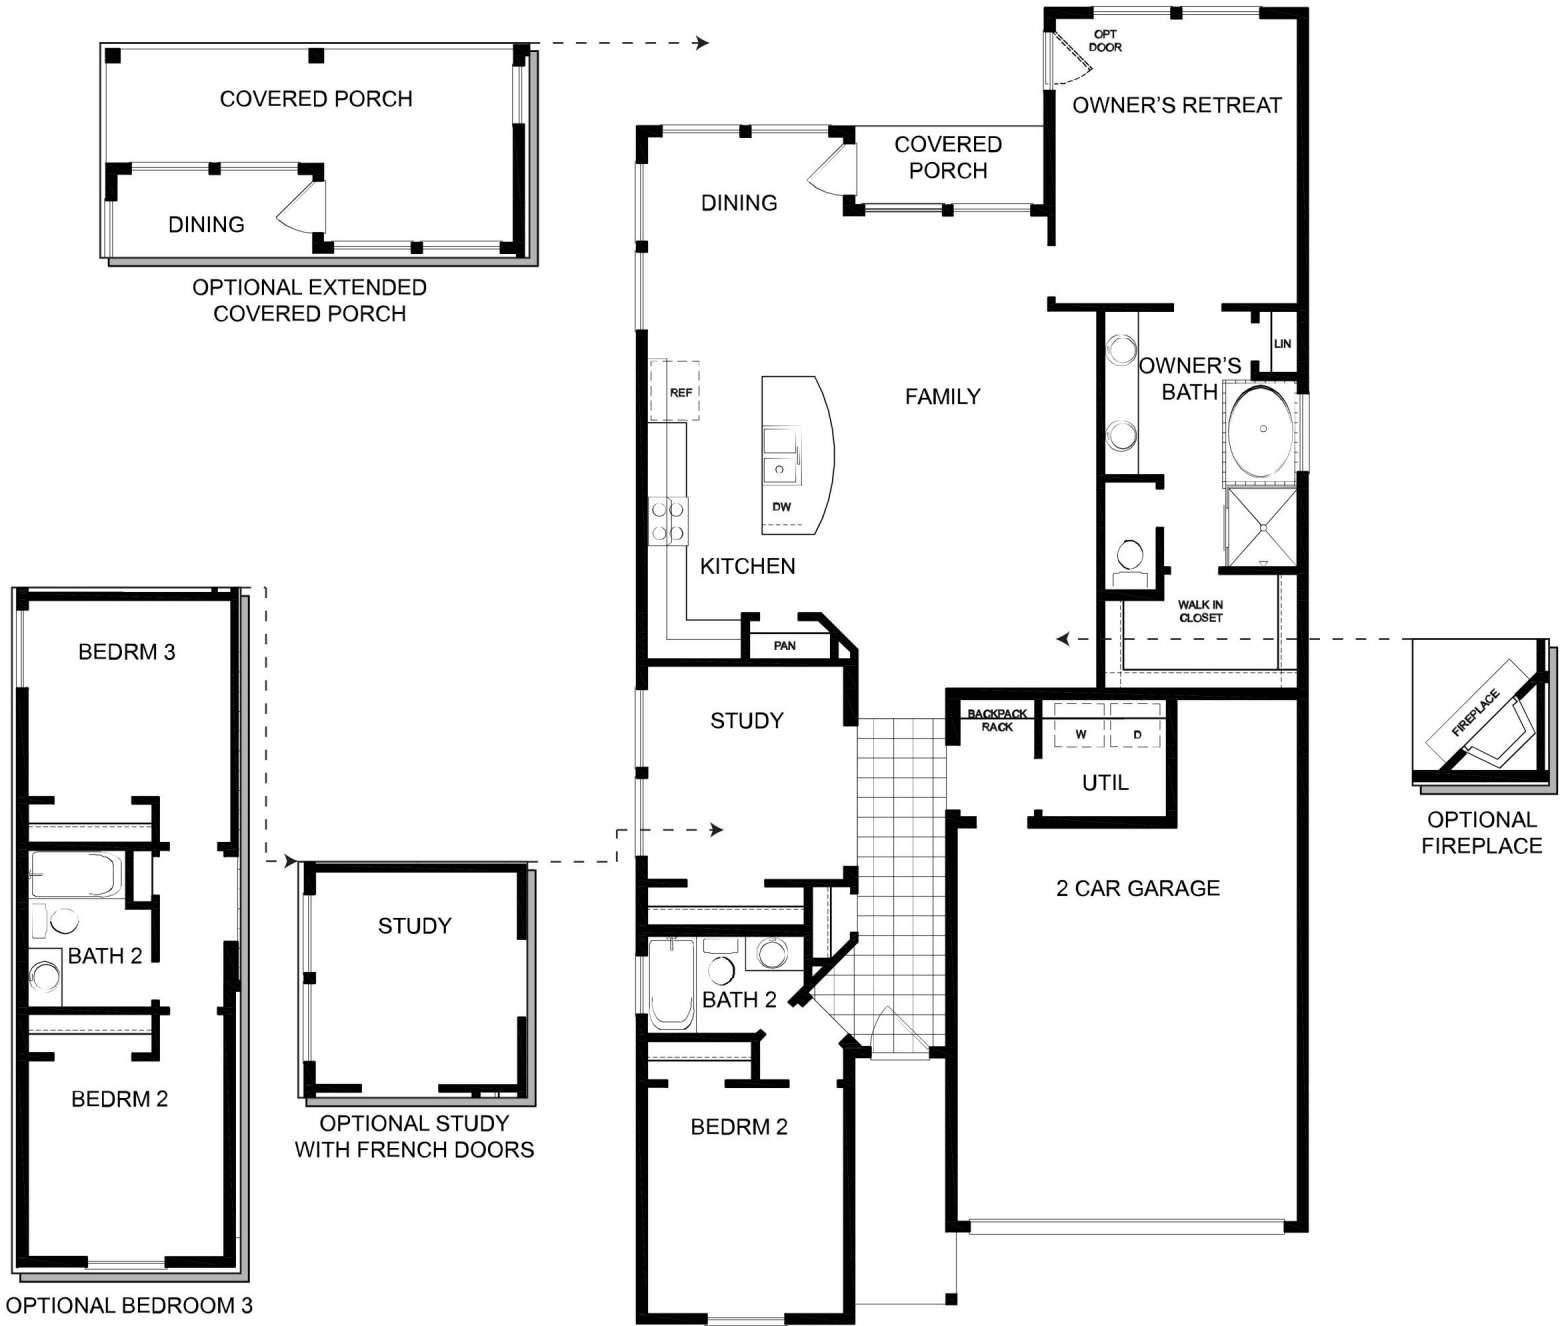 OPT
DOOR
COVERED PORCH
OWNER'S RETREAT
COVERED
PORCH
DINING
DINING
OPTIONAL EXTENDED
COVERED PORCH
LIN
OWNER'S
BATH
REF
FAMILY
DW
KITCHEN
WALK IN
CLOSET
PAN
BEDRM 3
STUDY
BACKPACK
RACK
W
D
UTIL
FIREPLACE
OPTIONAL
FIREPLACE
2 CAR GARAGE
STUDY
BATH 2
BATH 2
BEDRM 2
OPTIONAL STUDY
WITH FRENCH DOORS
BEDRM 2
OPTIONAL BEDROOM 3